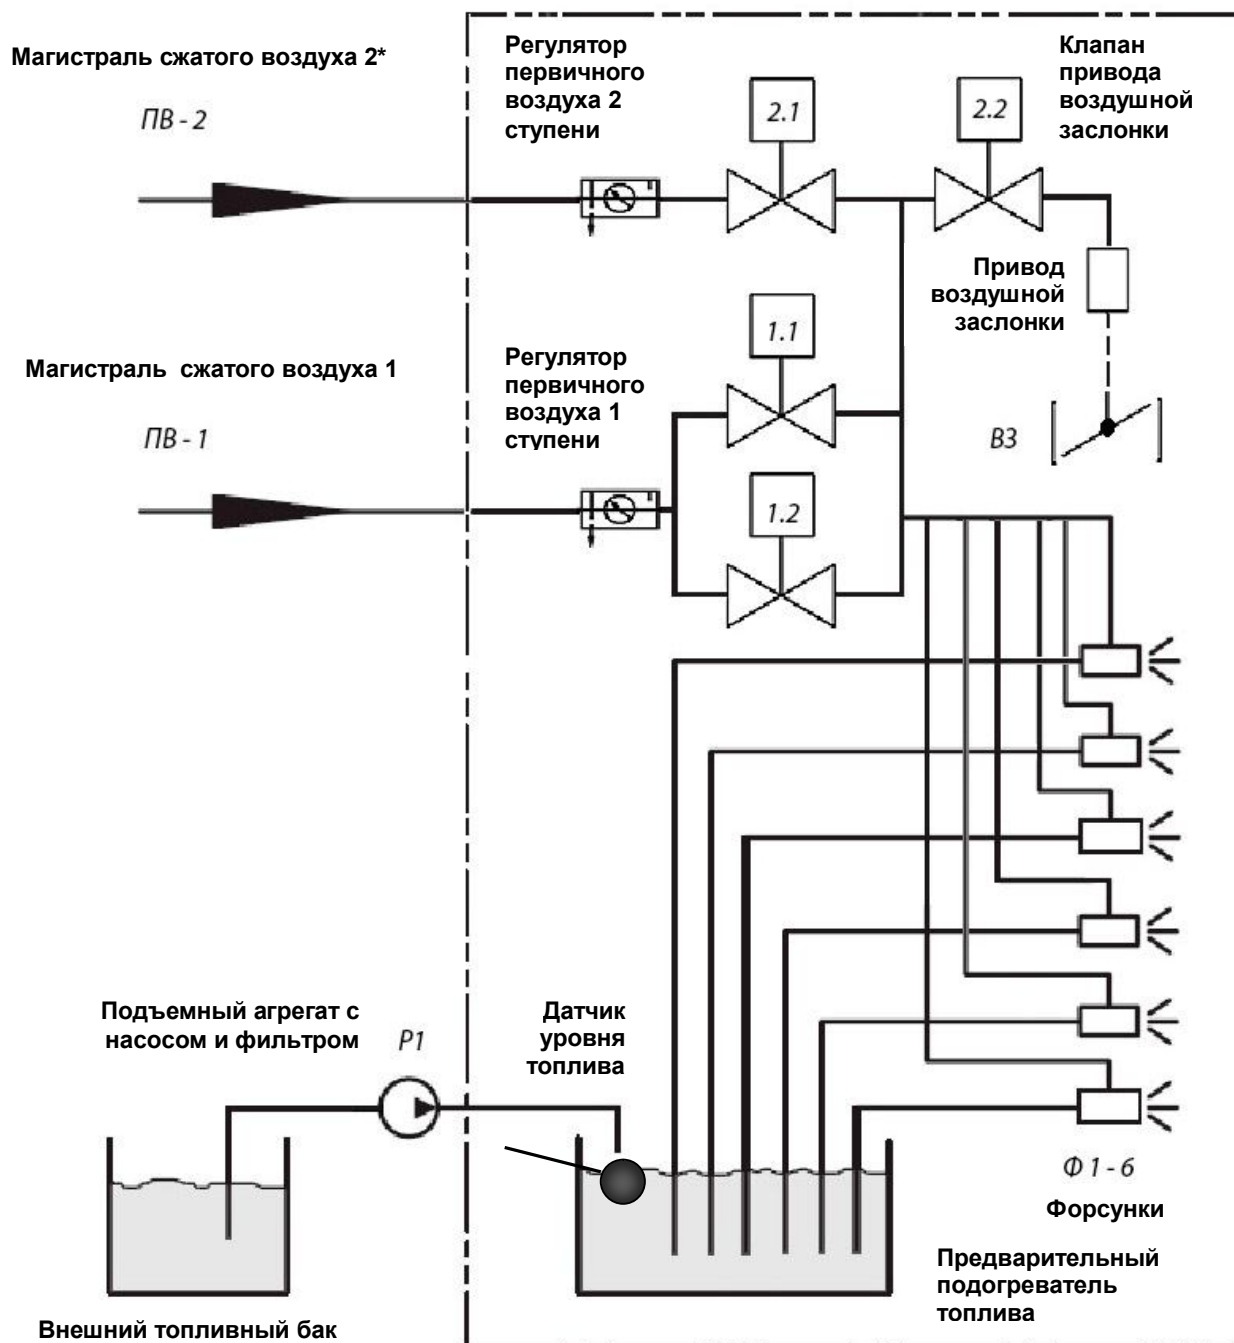 Магистраль сжатого воздуха 2*
ПВ - 2
Регулятор
первичного
воздуха 2
ступени
2.1
2.2
Клапан
привода
воздушной
заслонки
Привод
воздушной
заслонки
Магистраль сжатого воздуха 1
ПВ - 1
Регулятор
первичного
воздуха 1
ступени
1.1
1.2
ВЗ
Подъемный агрегат с
насосом и фильтром
P1
Датчик
уровня
топлива
Ф 1 - 6
Форсунки
Предварительный
подогреватель
топлива
Внешний топливный бак